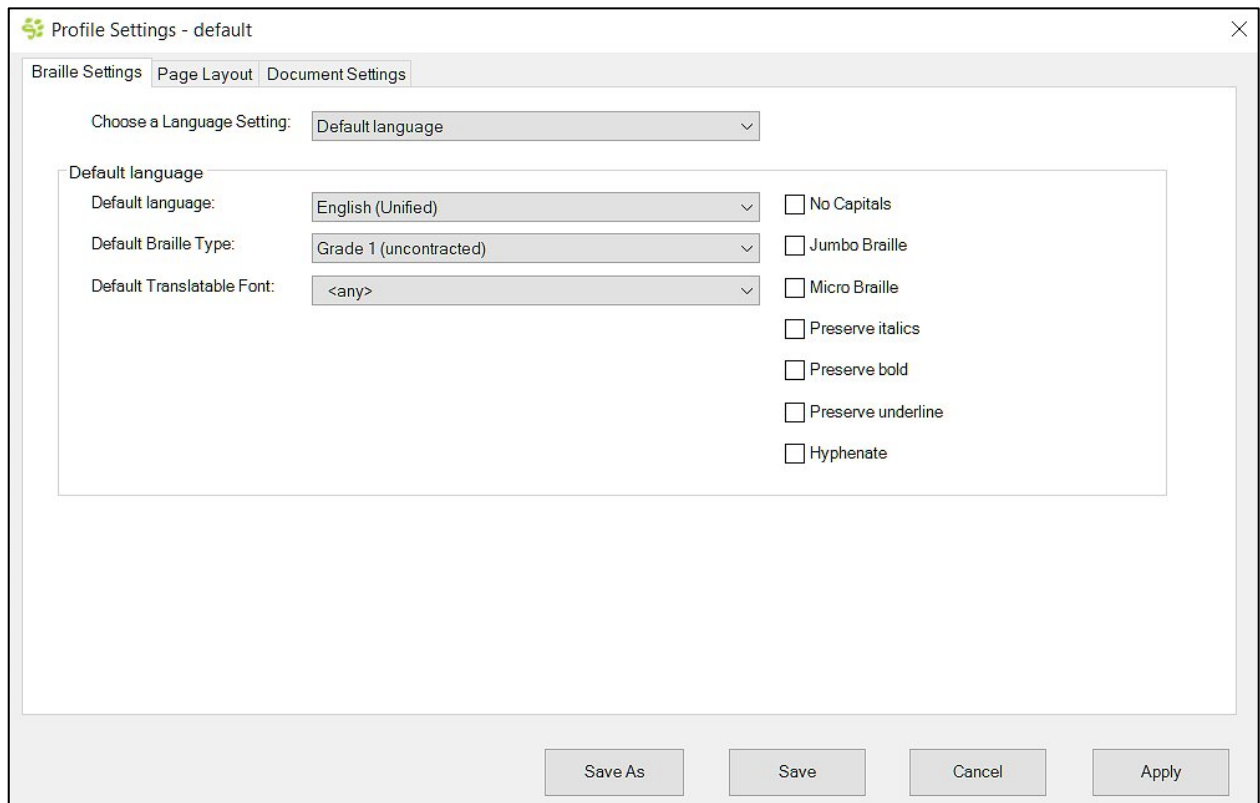 Profile Settings - default
Braille Settings Page Layout Document Settings
Choose a Language Setting: Default language
Default language
Default language: English (Unified) No Capitals
Default Braille Type: Grade 1 (uncontracted) Jumbo Braille
Default Translatable Font: <any> Micro Braille
Preserve italics
Preserve bold
Preserve underline
Hyphenate
Save As Save Cancel Apply